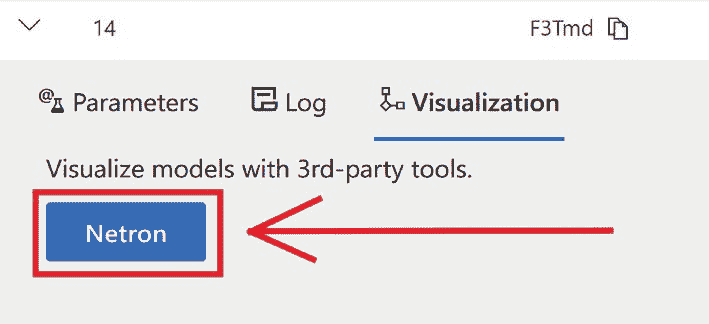 14 F3Tmd
Parameters Log Visualization
Visualize models with 3rd-party tools.
Netron